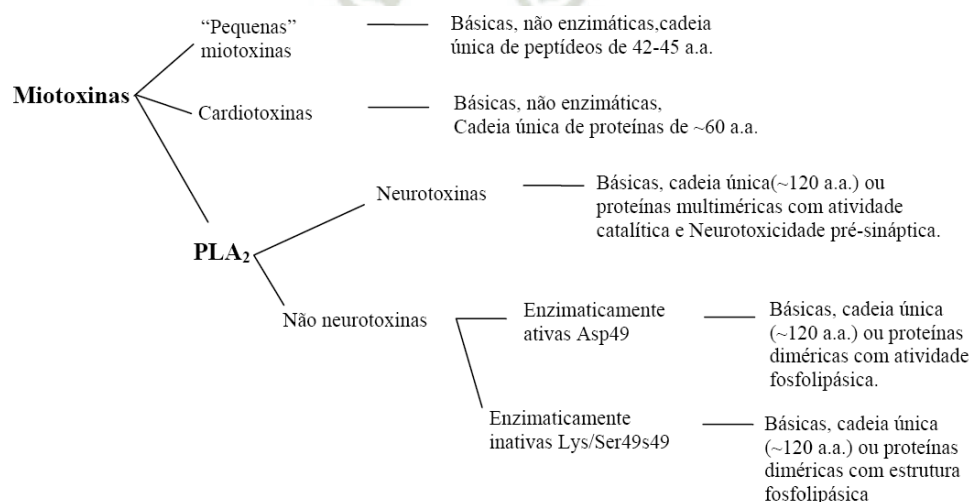 “Pequenas”
miotoxinas
Básicas, não enzimáticas,cadeia
única de peptídeos de 42-45 a.a.
Miotoxinas
Cardiotoxinas
Básicas, não enzimáticas,
Cadeia única de proteínas de ~60 a.a.
Neurotoxinas
Básicas, cadeia única(~120 a.a.) ou
proteínas multiméricas com atividade
catalítica e Neurotoxicidade pré-sináptica.
PLA₂
Não neurotoxinas
Enzimaticamente
ativas Asp49
Básicas, cadeia única
(~120 a.a.) ou proteínas
diméricas com atividade
fosfolipásica.
Enzimaticamente
inativas Lys/Ser49s49
Básicas, cadeia única
(~120 a.a.) ou proteínas
diméricas com estrutura
fosfolipásica